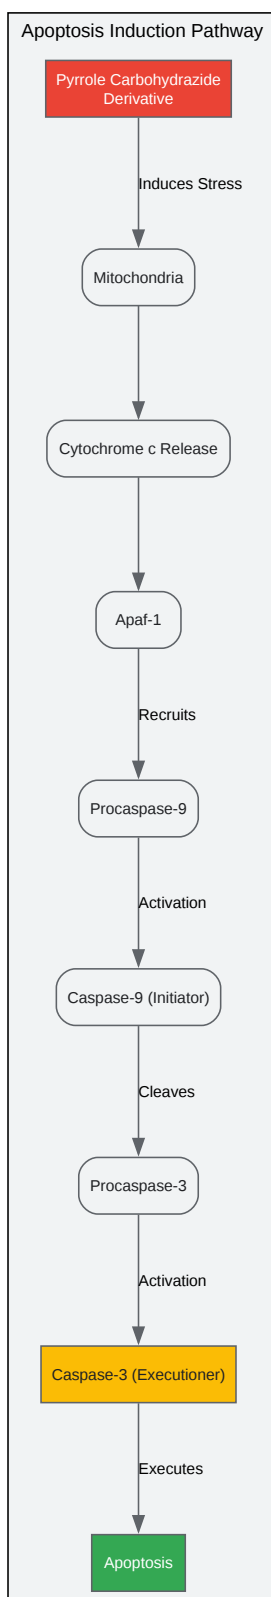 Apoptosis Induction Pathway
Pyrrole Carbohydrazide
Derivative
Induces Stress
Mitochondria
Cytochrome c Release
Apaf-1
Recruits
Procaspase-9
Activation
Caspase-9 (Initiator)
Cleaves
Procaspase-3
Activation
Caspase-3 (Executioner)
Executes
Apoptosis